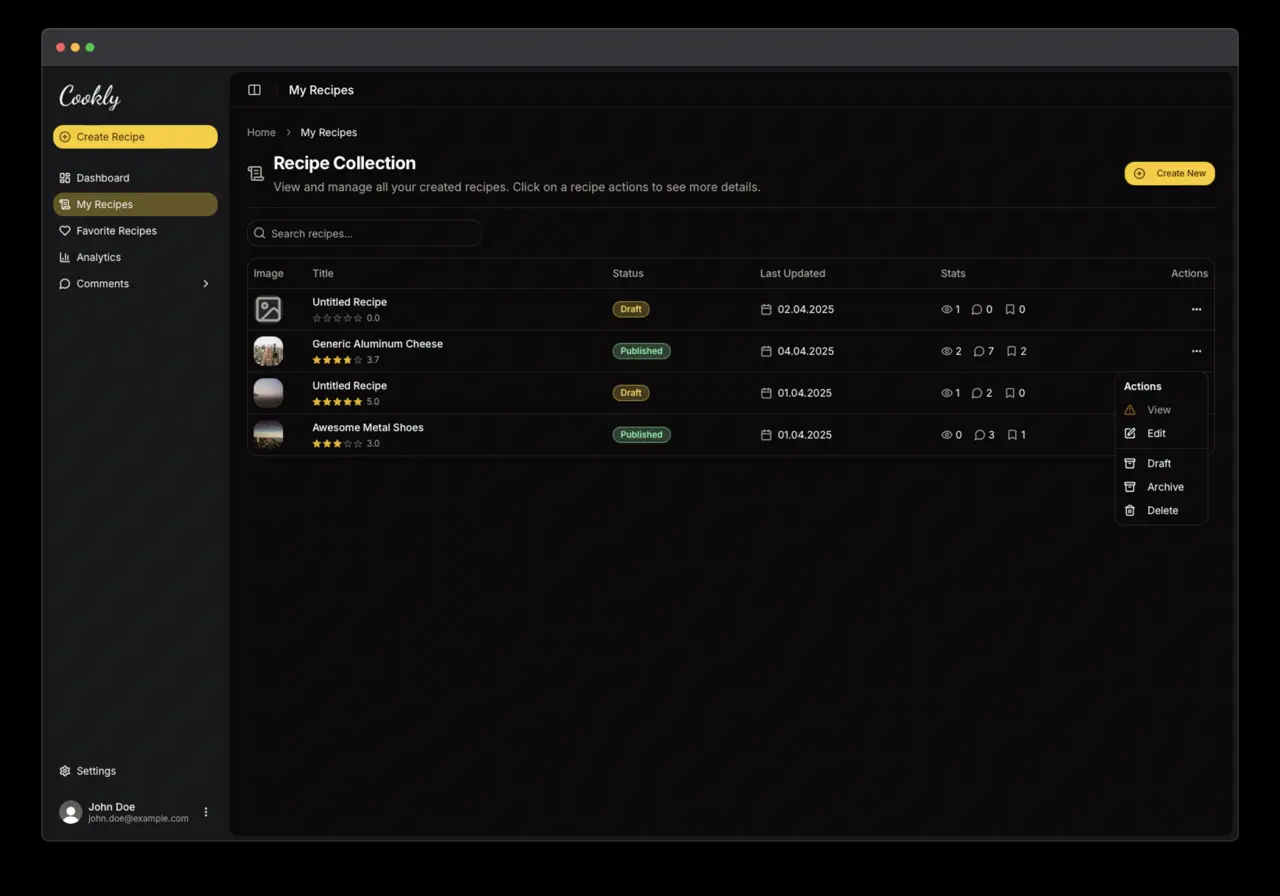 Cookly
Create Recipe
Dashboard
My Recipes
Favorite Recipes
Analytics
Comments
Settings
John Doe
john.doe@example.com
My Recipes
Home > My Recipes
Recipe Collection
View and manage all your created recipes. Click on a recipe actions to see more details.
Create New
Search recipes...
Image Title Status Last Updated Stats Actions
Untitled Recipe
0.0
Draft 02.04.2025 1 0 0
Generic Aluminum Cheese
3.7
Published 04.04.2025 2 7 2
Untitled Recipe
5.0
Draft 01.04.2025 1 2 0
Awesome Metal Shoes
3.0
Published 01.04.2025 0 3 1
Actions
View
Edit
Draft
Archive
Delete